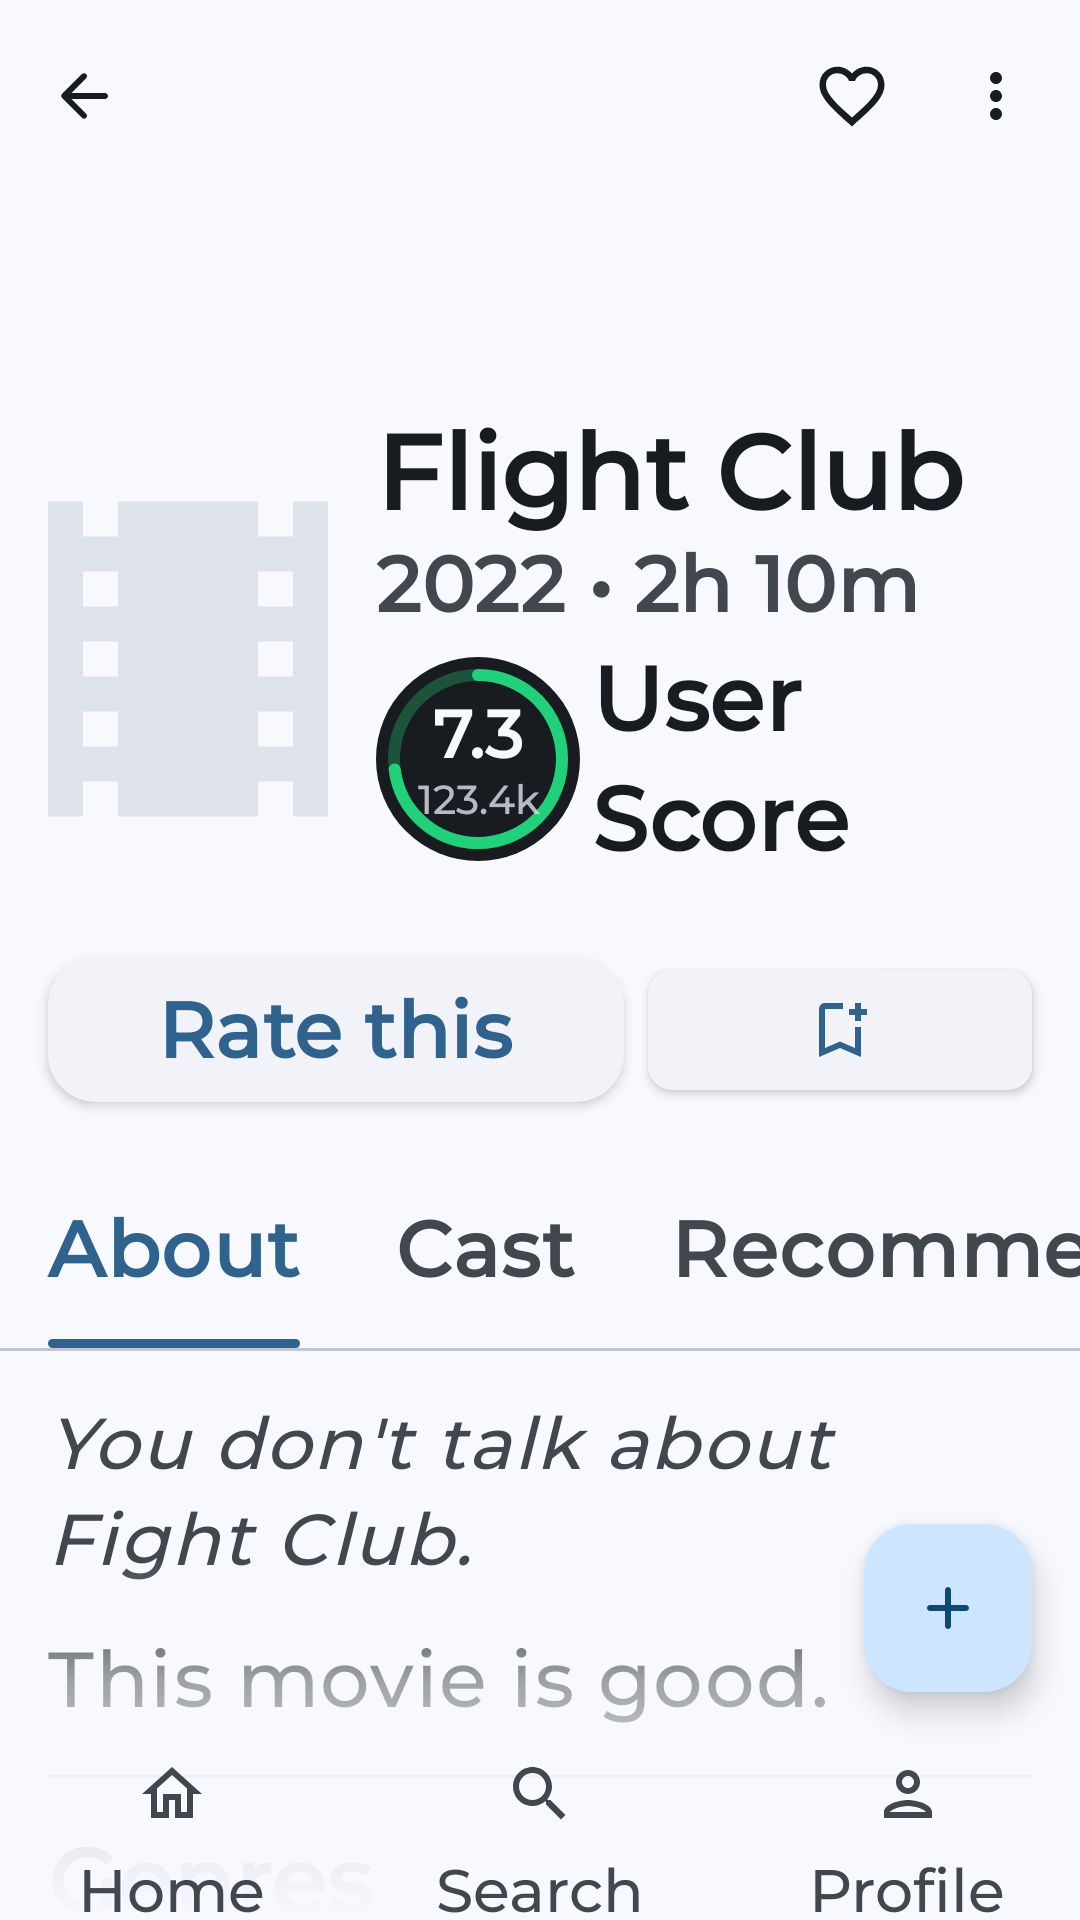 Flight Club
2022 • 2h 10m
7.3
123.4k
User
Score
Rate this
About
Cast
Recomme
You don't talk about
Fight Club.
This movie is good.
Genres
Home
Search
Profile